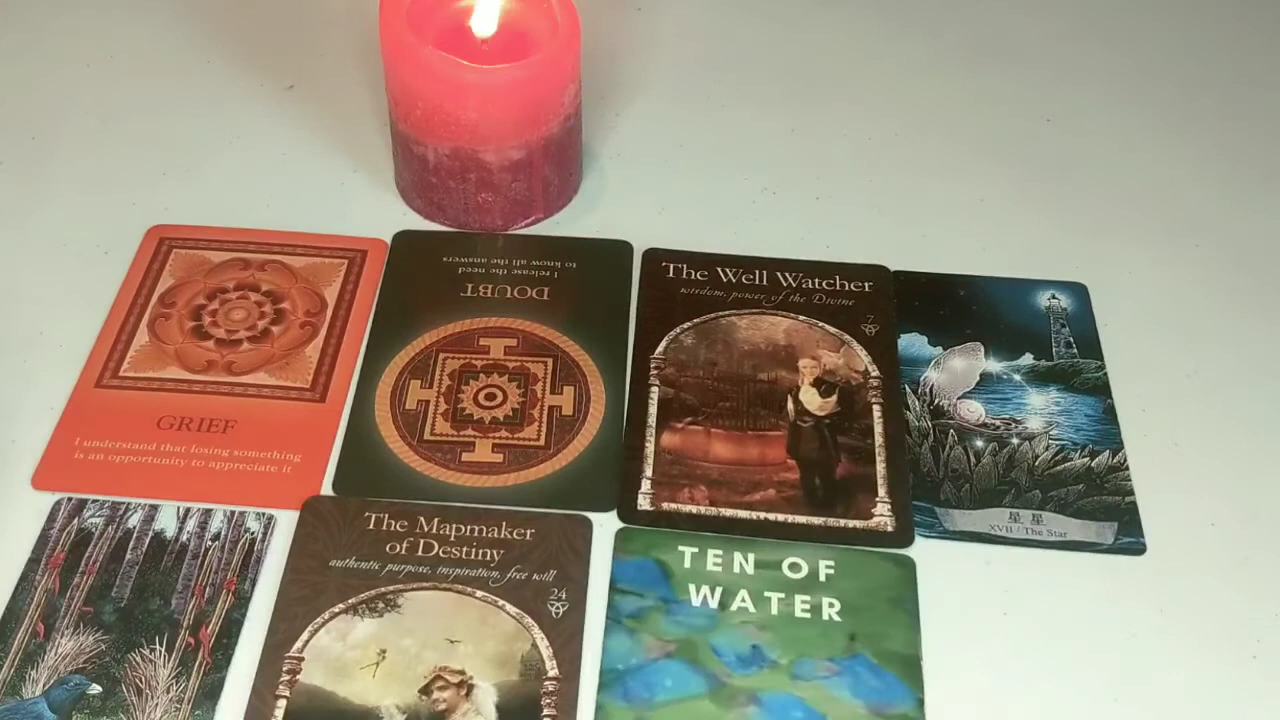 GRIEF
I understand that losing something
is an opportunity to appreciate it
DOUBT
I release the need
to know all the answers
The Well Watcher
wisdom, power of the Divine
7
星 星
XVII / The Star
The Mapmaker
of Destiny
authentic purpose, inspiration, free will
24
TEN OF
WATER